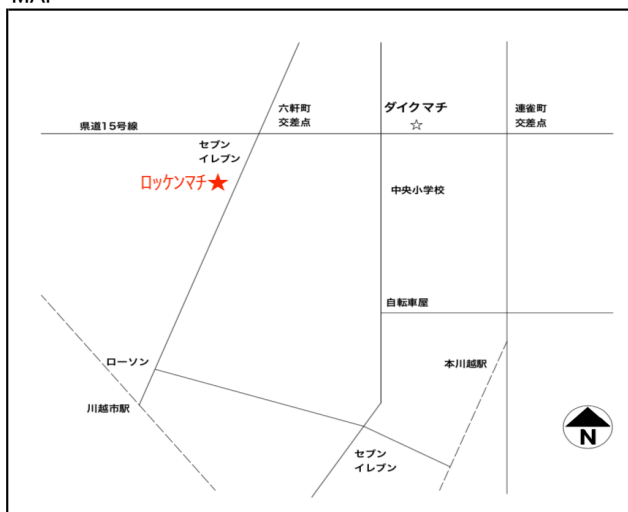 六軒町
交差点
ダイクマチ
☆
連雀町
交差点
県道15号線
セブン
イレブン
ロッケンマチ★
中央小学校
自転車屋
ローソン
本川越駅
川越市駅
N
セブン
イレブン